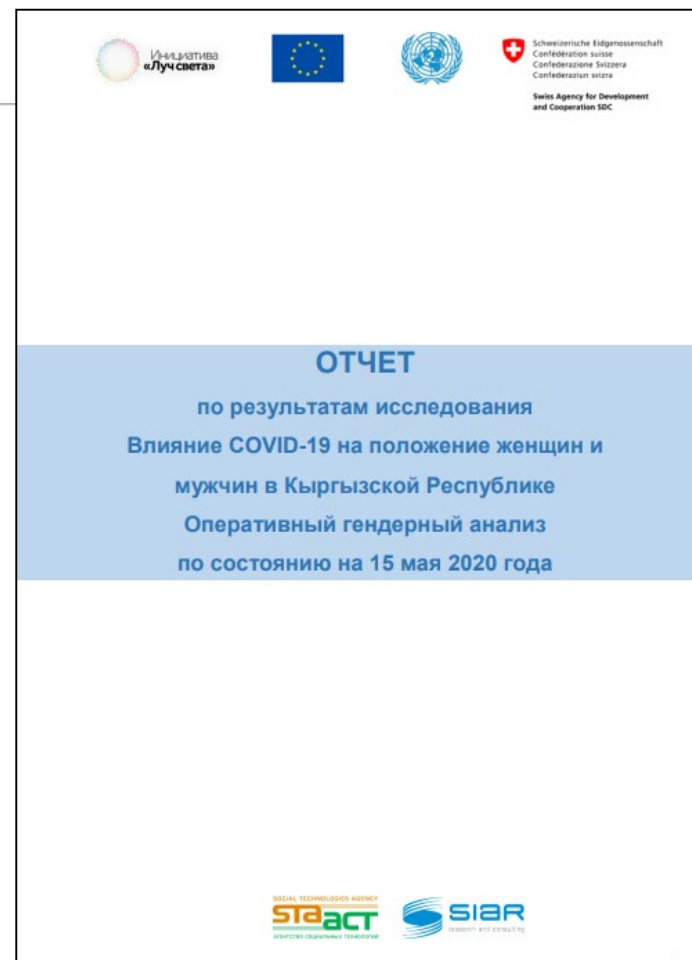 Инициатива
«Луч света»
Schweizerische Eidgenossenschaft
Confédération suisse
Confederazione Svizzera
Confederaziun svizra
Swiss Agency for Development
and Cooperation SDC
ОТЧЕТ
по результатам исследования
Влияние COVID-19 на положение женщин и
мужчин в Кыргызской Республике
Оперативный гендерный анализ
по состоянию на 15 мая 2020 года
SOCIAL TECHNOLOGIES AGENCY
staact
АГЕНТСТВО СОЦИАЛЬНЫХ ТЕХНОЛОГИЙ
SIAR
research and consulting